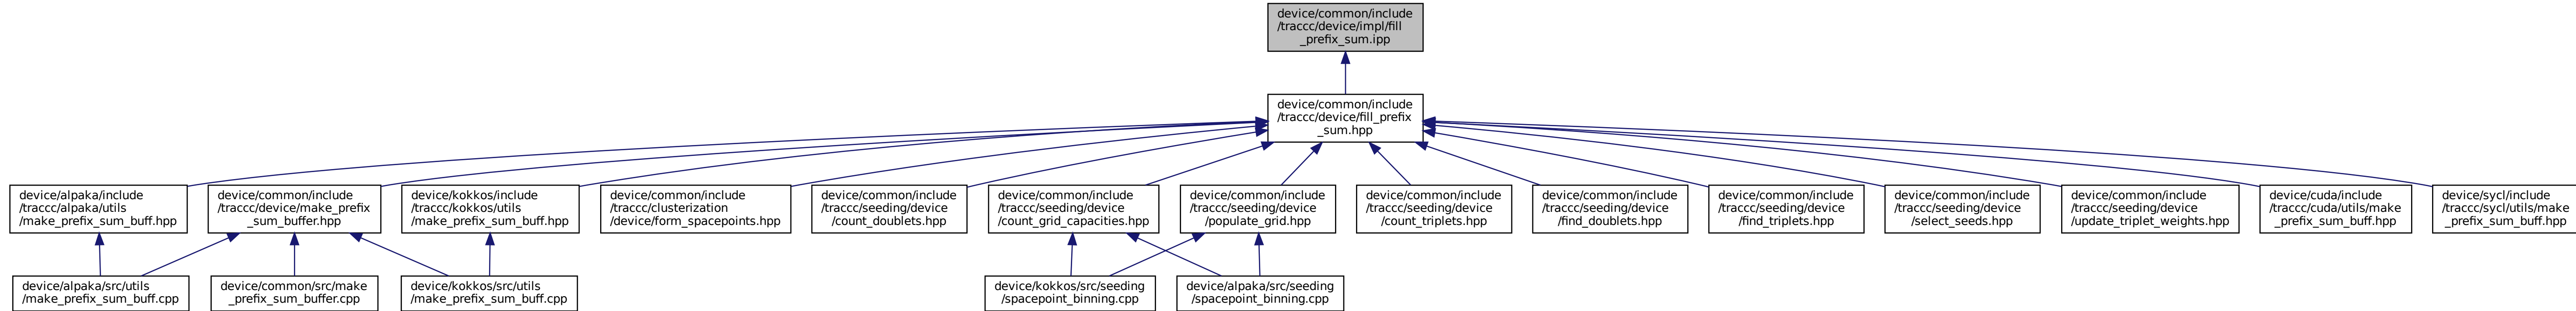 device/common/include
/traccc/device/impl/fill
_prefix_sum.ipp
device/common/include
/traccc/device/fill_prefix
_sum.hpp
device/alpaka/include
/traccc/alpaka/utils
/make_prefix_sum_buff.hpp
device/common/include
/traccc/device/make_prefix
_sum_buffer.hpp
device/kokkos/include
/traccc/kokkos/utils
/make_prefix_sum_buff.hpp
device/common/include
/traccc/clusterization
/device/form_spacepoints.hpp
device/common/include
/traccc/seeding/device
/count_doublets.hpp
device/common/include
/traccc/seeding/device
/count_grid_capacities.hpp
device/common/include
/traccc/seeding/device
/populate_grid.hpp
device/common/include
/traccc/seeding/device
/count_triplets.hpp
device/common/include
/traccc/seeding/device
/find_doublets.hpp
device/common/include
/traccc/seeding/device
/find_triplets.hpp
device/common/include
/traccc/seeding/device
/select_seeds.hpp
device/common/include
/traccc/seeding/device
/update_triplet_weights.hpp
device/cuda/include
/traccc/cuda/utils/make
_prefix_sum_buff.hpp
device/sycl/include
/traccc/sycl/utils/make
_prefix_sum_buff.hpp
device/alpaka/src/utils
/make_prefix_sum_buff.cpp
device/common/src/make
_prefix_sum_buffer.cpp
device/kokkos/src/utils
/make_prefix_sum_buff.cpp
device/kokkos/src/seeding
/spacepoint_binning.cpp
device/alpaka/src/seeding
/spacepoint_binning.cpp